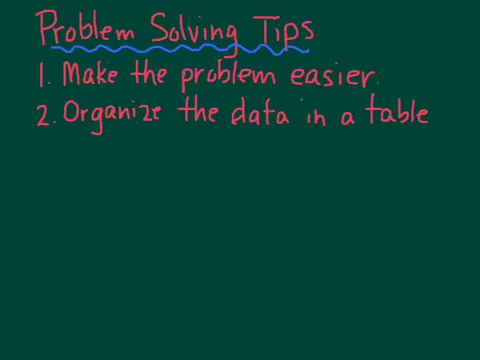 Problem Solving Tips
1. Make the problem easier.
2. Organize the data in a table